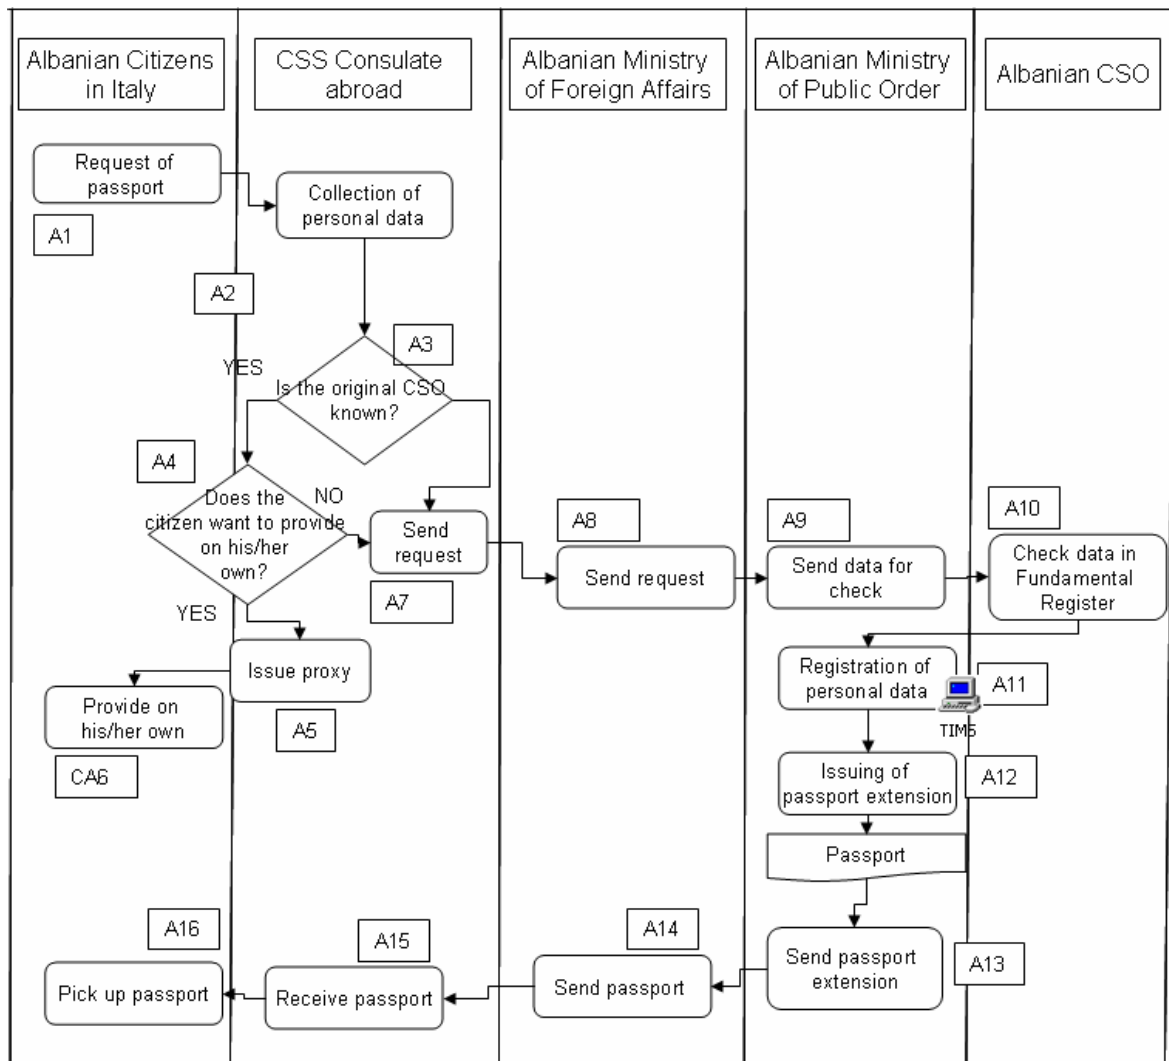 Albanian Citizens
in Italy
CSS Consulate
abroad
Albanian Ministry
of Foreign Affairs
Albanian Ministry
of Public Order
Albanian CSO
Request of
passport
A1
Collection of
personal data
A2
A3
YES
Is the original CSO
known?
A4
Does the
citizen want to provide
on his/her
own?
NO
YES
Send
request
A7
A8
Send request
A9
Send data for
check
A10
Check data in
Fundamental
Register
Issue proxy
A5
Provide on
his/her own
CA6
Registration of
personal data
A11
TIMS
Issuing of
passport extension
A12
Passport
Send passport
extension
A13
A14
Send passport
A15
Receive passport
A16
Pick up passport